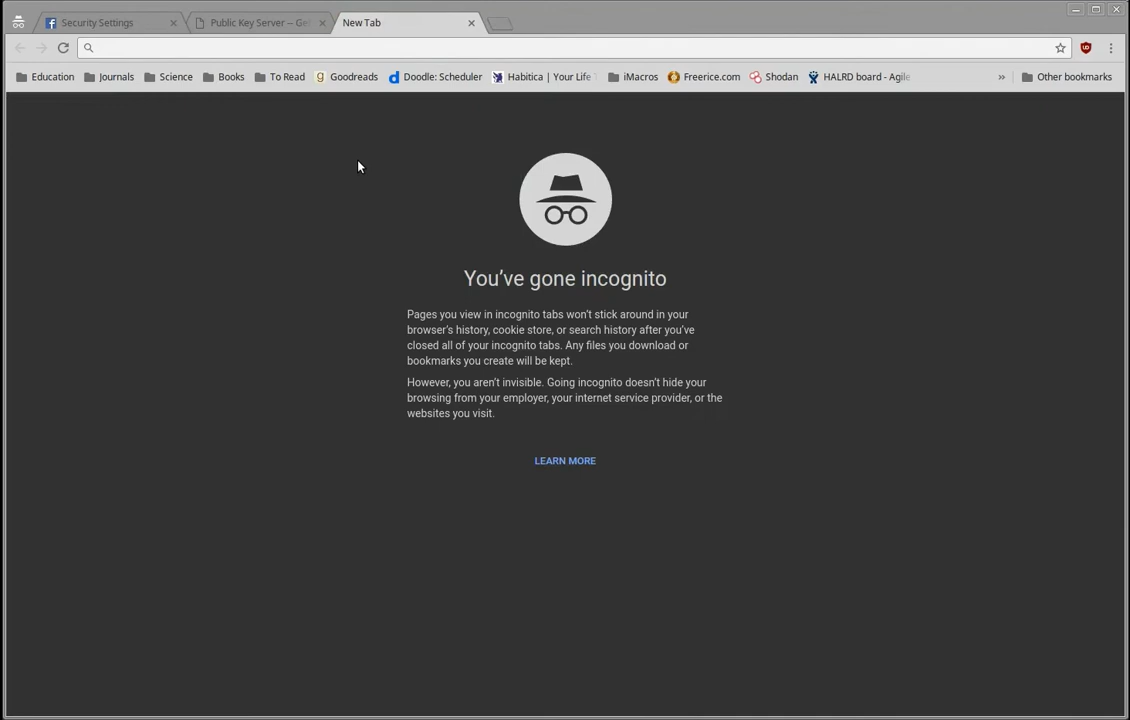 Security Settings
Public Key Server -- Ge
New Tab
Education
Journals
Science
Books
To Read
Goodreads
Doodle: Scheduler
Habitica | Your Life
iMacros
Freerice.com
Shodan
HALRD board - Agile
»
Other bookmarks
You've gone incognito
Pages you view in incognito tabs won't stick around in your
browser's history, cookie store, or search history after you've
closed all of your incognito tabs. Any files you download or
bookmarks you create will be kept.
However, you aren't invisible. Going incognito doesn't hide your
browsing from your employer, your internet service provider, or the
websites you visit.
LEARN MORE